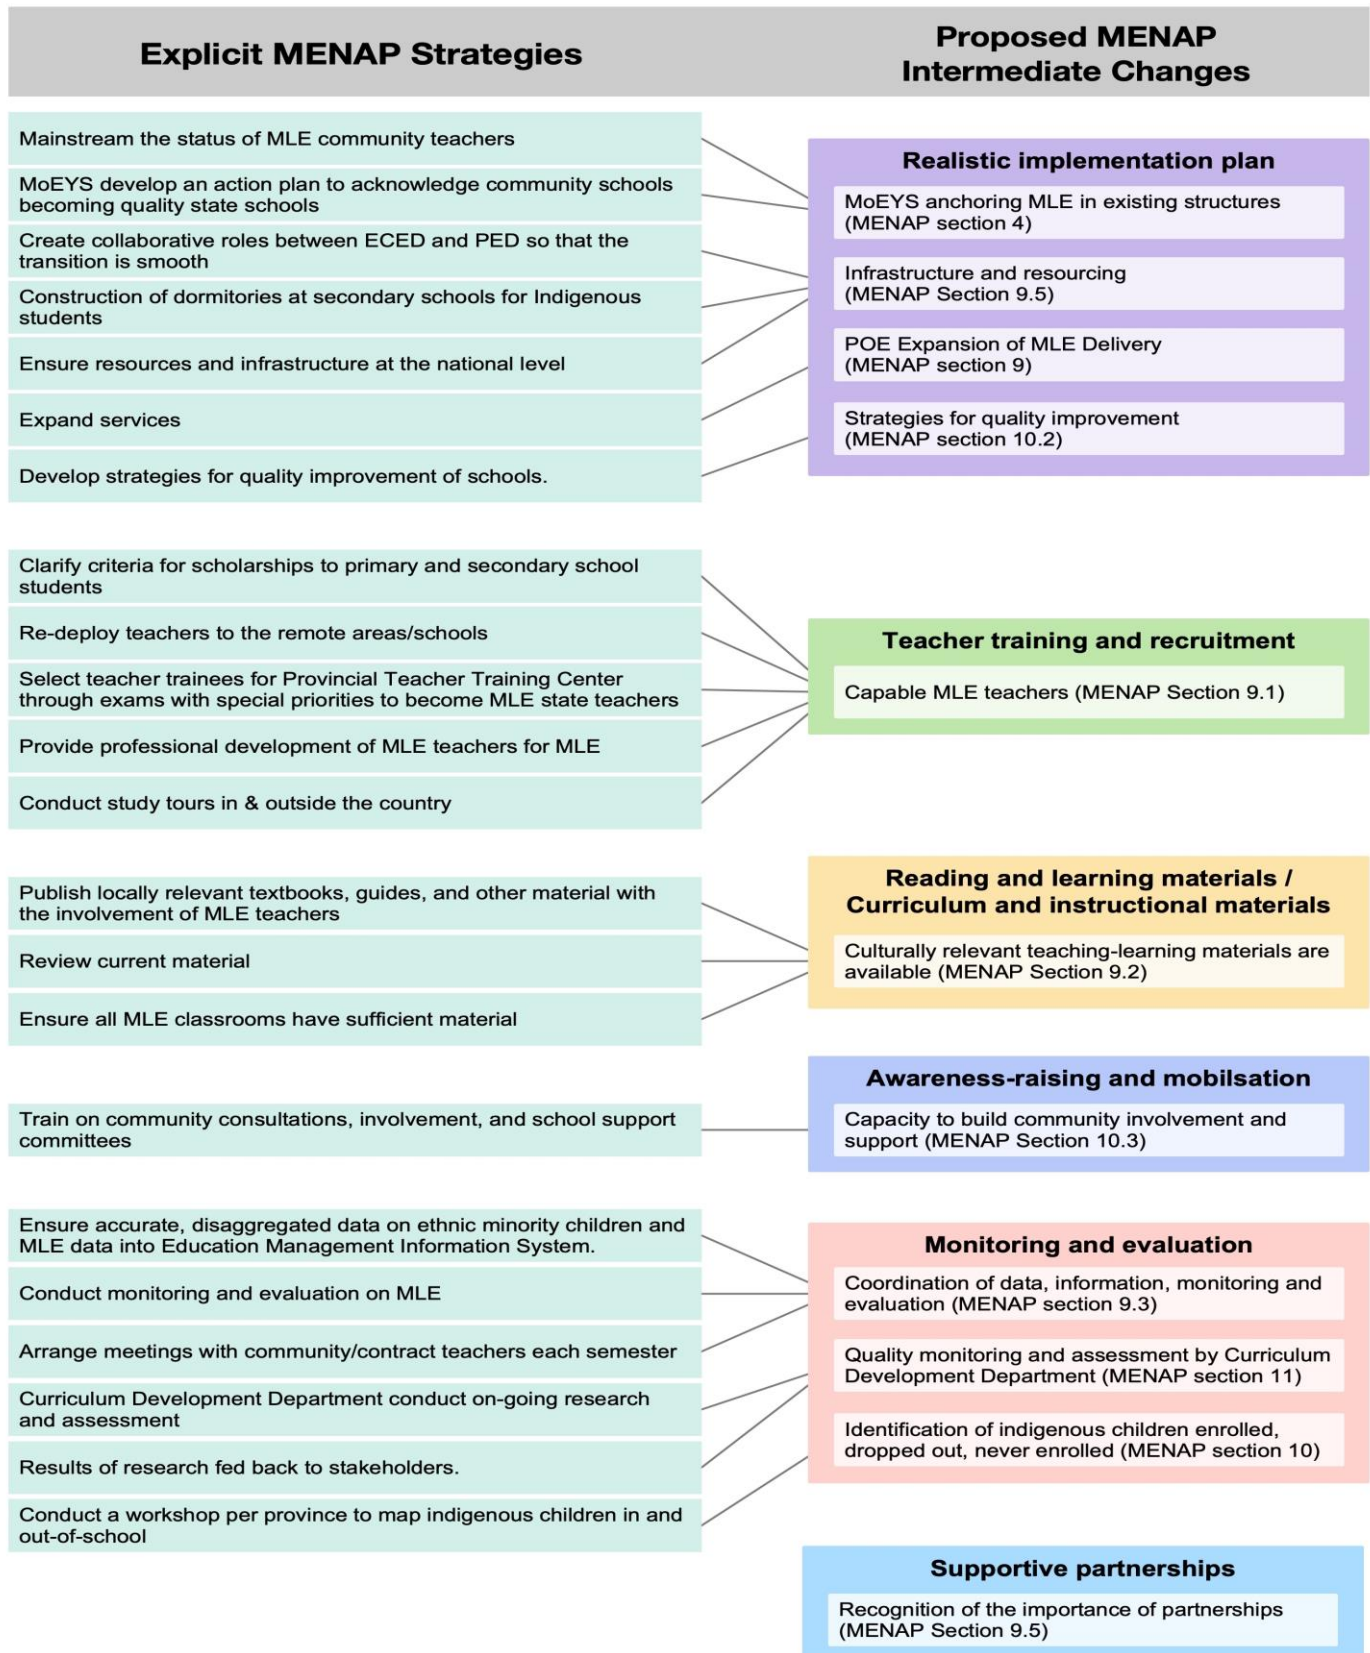 Explicit MENAP Strategies
Proposed MENAP
Intermediate Changes
Mainstream the status of MLE community teachers
MoEYS develop an action plan to acknowledge community schools
becoming quality state schools
Create collaborative roles between ECED and PED so that the
transition is smooth
Construction of dormitories at secondary schools for Indigenous
students
Ensure resources and infrastructure at the national level
Expand services
Develop strategies for quality improvement of schools.
Realistic implementation plan
MoEYS anchoring MLE in existing structures
(MENAP section 4)
Infrastructure and resourcing
(MENAP Section 9.5)
POE Expansion of MLE Delivery
(MENAP section 9)
Strategies for quality improvement
(MENAP section 10.2)
Clarify criteria for scholarships to primary and secondary school
students
Re-deploy teachers to the remote areas/schools
Select teacher trainees for Provincial Teacher Training Center
through exams with special priorities to become MLE state teachers
Provide professional development of MLE teachers for MLE
Conduct study tours in & outside the country
Teacher training and recruitment
Capable MLE teachers (MENAP Section 9.1)
Publish locally relevant textbooks, guides, and other material with
the involvement of MLE teachers
Review current material
Ensure all MLE classrooms have sufficient material
Reading and learning materials /
Curriculum and instructional materials
Culturally relevant teaching-learning materials are
available (MENAP Section 9.2)
Train on community consultations, involvement, and school support
committees
Awareness-raising and mobilsation
Capacity to build community involvement and
support (MENAP Section 10.3)
Ensure accurate, disaggregated data on ethnic minority children and
MLE data into Education Management Information System.
Conduct monitoring and evaluation on MLE
Arrange meetings with community/contract teachers each semester
Curriculum Development Department conduct on-going research
and assessment
Results of research fed back to stakeholders.
Conduct a workshop per province to map indigenous children in and
out-of-school
Monitoring and evaluation
Coordination of data, information, monitoring and
evaluation (MENAP section 9.3)
Quality monitoring and assessment by Curriculum
Development Department (MENAP section 11)
Identification of indigenous children enrolled,
dropped out, never enrolled (MENAP section 10)
Supportive partnerships
Recognition of the importance of partnerships
(MENAP Section 9.5)